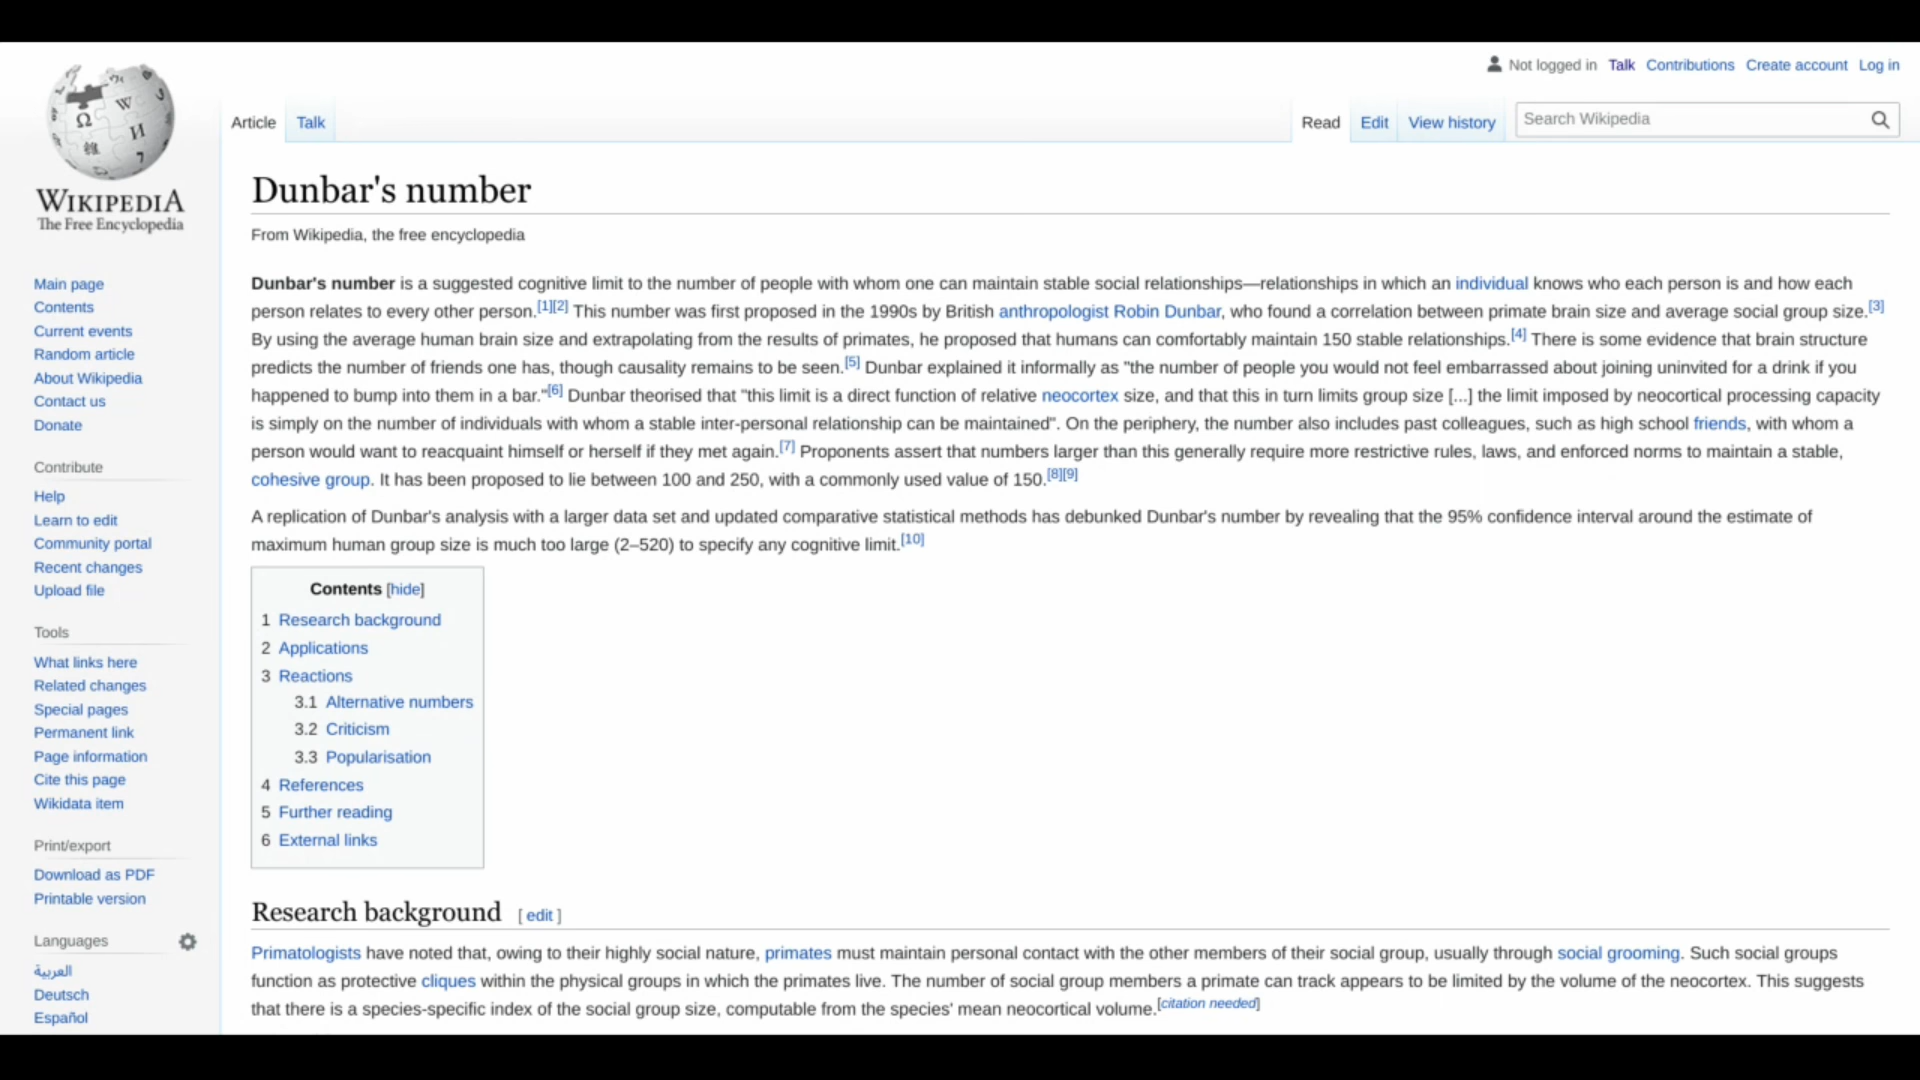 Not logged in Talk Contributions Create account Log in
Article Talk Read Edit View history Search Wikipedia
WIKIPEDIA
The Free Encyclopedia
Main page
Contents
Current events
Random article
About Wikipedia
Contact us
Donate
Contribute
Help
Learn to edit
Community portal
Recent changes
Upload file
Tools
What links here
Related changes
Special pages
Permanent link
Page information
Cite this page
Wikidata item
Print/export
Download as PDF
Printable version
Languages
العربية
Deutsch
Español
Dunbar's number
From Wikipedia, the free encyclopedia
Dunbar's number is a suggested cognitive limit to the number of people with whom one can maintain stable social relationships—relationships in which an individual knows who each person is and how each
person relates to every other person.[1][2] This number was first proposed in the 1990s by British anthropologist Robin Dunbar, who found a correlation between primate brain size and average social group size.[3]
By using the average human brain size and extrapolating from the results of primates, he proposed that humans can comfortably maintain 150 stable relationships.[4] There is some evidence that brain structure
predicts the number of friends one has, though causality remains to be seen.[5] Dunbar explained it informally as "the number of people you would not feel embarrassed about joining uninvited for a drink if you
happened to bump into them in a bar."[6] Dunbar theorised that "this limit is a direct function of relative neocortex size, and that this in turn limits group size [...] the limit imposed by neocortical processing capacity
is simply on the number of individuals with whom a stable inter-personal relationship can be maintained". On the periphery, the number also includes past colleagues, such as high school friends, with whom a
person would want to reacquaint himself or herself if they met again.[7] Proponents assert that numbers larger than this generally require more restrictive rules, laws, and enforced norms to maintain a stable,
cohesive group. It has been proposed to lie between 100 and 250, with a commonly used value of 150.[8][9]
A replication of Dunbar's analysis with a larger data set and updated comparative statistical methods has debunked Dunbar's number by revealing that the 95% confidence interval around the estimate of
maximum human group size is much too large (2–520) to specify any cognitive limit.[10]
Contents [hide]
1 Research background
2 Applications
3 Reactions
3.1 Alternative numbers
3.2 Criticism
3.3 Popularisation
4 References
5 Further reading
6 External links
Research background [ edit ]
Primatologists have noted that, owing to their highly social nature, primates must maintain personal contact with the other members of their social group, usually through social grooming. Such social groups
function as protective cliques within the physical groups in which the primates live. The number of social group members a primate can track appears to be limited by the volume of the neocortex. This suggests
that there is a species-specific index of the social group size, computable from the species' mean neocortical volume.[citation needed]